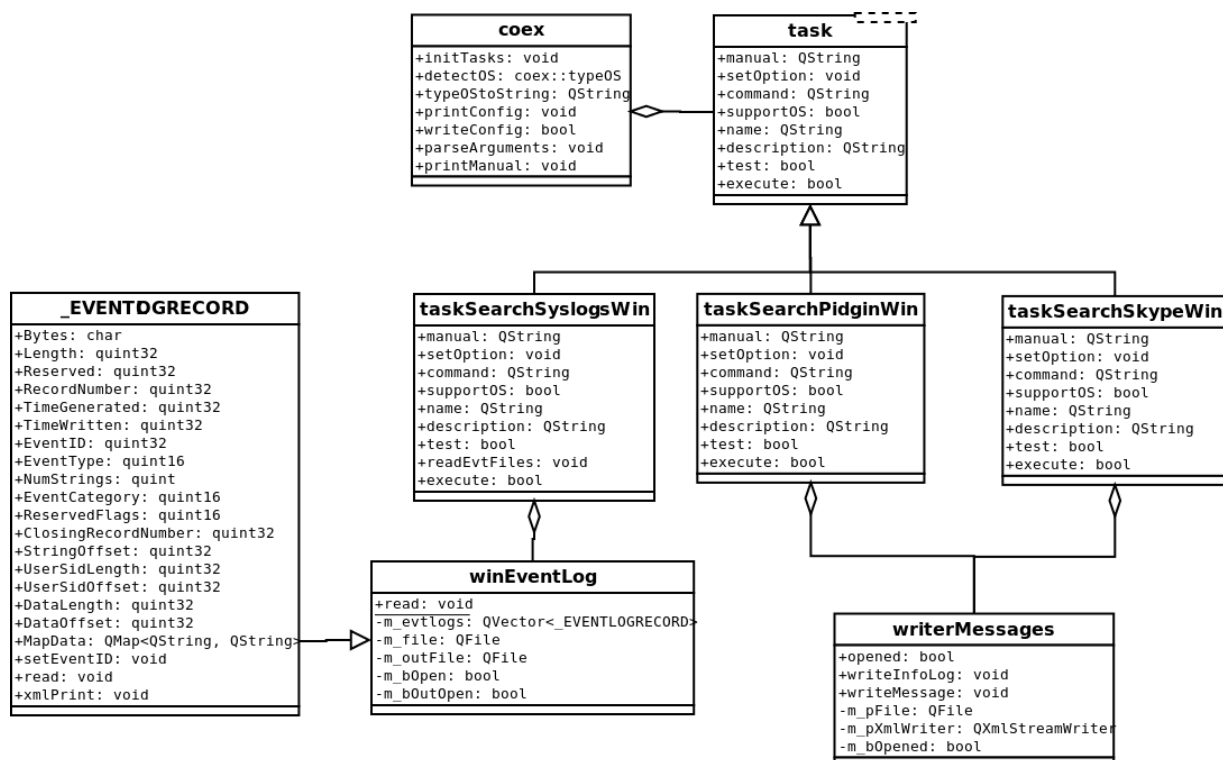 coex
+initTasks: void
+detectOS: coex::typeOS
+typeOStoString: QString
+printConfig: void
+writeConfig: bool
+parseArguments: void
+printManual: void
task
+manual: QString
+setOption: void
+command: QString
+supportOS: bool
+name: QString
+description: QString
+test: bool
+execute: bool
_EVENTLOGRECORD
+Bytes: char
+Length: quint32
+Reserved: quint32
+RecordNumber: quint32
+TimeGenerated: quint32
+TimeWritten: quint32
+EventID: quint32
+EventType: quint16
+NumStrings: quint
+EventCategory: quint16
+ReservedFlags: quint16
+ClosingRecordNumber: quint32
+StringOffset: quint32
+UserSidLength: quint32
+UserSidOffset: quint32
+DataLength: quint32
+DataOffset: quint32
+MapData: QMap<QString, QString>
+setEventID: void
+read: void
+xmlPrint: void
taskSearchSyslogsWin
+manual: QString
+setOption: void
+command: QString
+supportOS: bool
+name: QString
+description: QString
+test: bool
+readEvtFiles: void
+execute: bool
taskSearchPidginWin
+manual: QString
+setOption: void
+command: QString
+supportOS: bool
+name: QString
+description: QString
+test: bool
+execute: bool
taskSearchSkypeWin
+manual: QString
+setOption: void
+command: QString
+supportOS: bool
+name: QString
+description: QString
+test: bool
+execute: bool
winEventLog
+read: void
-m_evtlogs: QVector<_EVENTLOGRECORD>
-m_file: QFile
-m_outFile: QFile
-m_bOpen: bool
-m_bOutOpen: bool
writerMessages
+opened: bool
+writeInfoLog: void
+writeMessage: void
-m_pFile: QFile
-m_pXmlWriter: QXmlStreamWriter
-m_bOpened: bool